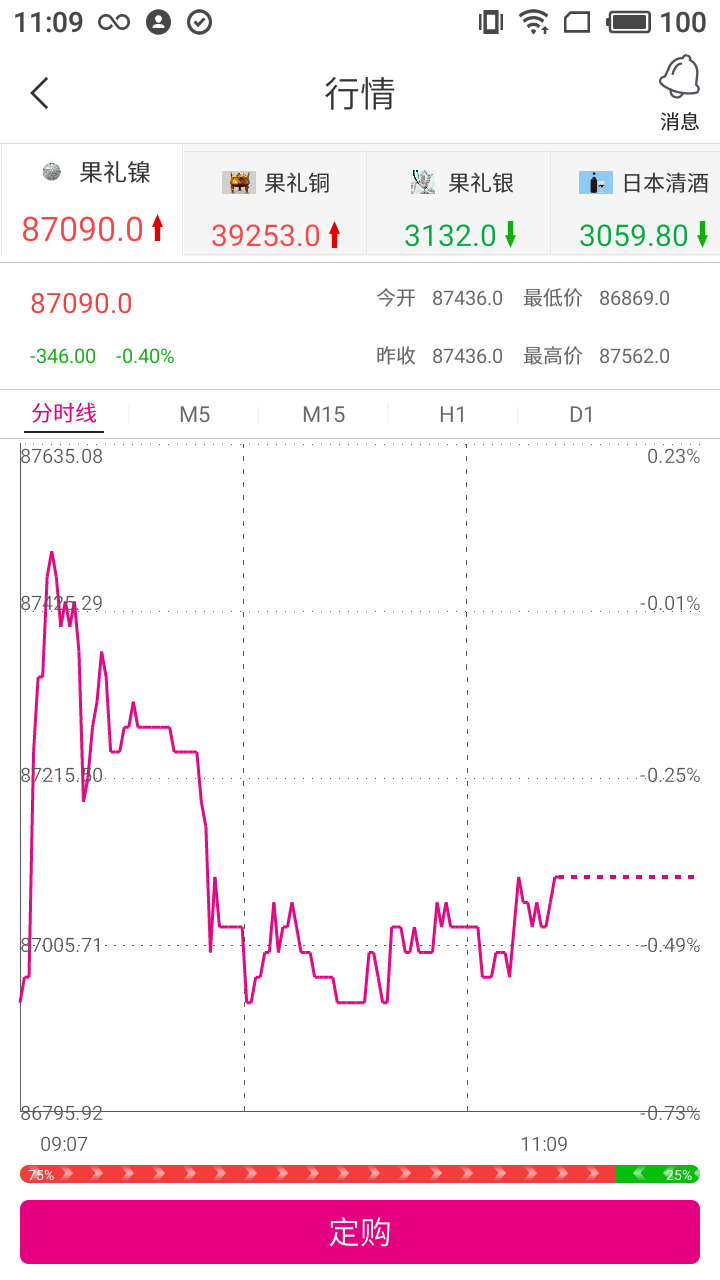 11:09 100
行情
消息
果礼镍 果礼铜 果礼银 日本清酒
87090.0 39253.0 3132.0 3059.80
87090.0 今开 87436.0 最低价 86869.0
-346.00 -0.40% 昨收 87436.0 最高价 87562.0
分时线 M5 M15 H1 D1
87635.08 0.23%
87425.29 -0.01%
87215.50 -0.25%
87005.71 -0.49%
86795.92 -0.73%
09:07 11:09
75% 25%
定购